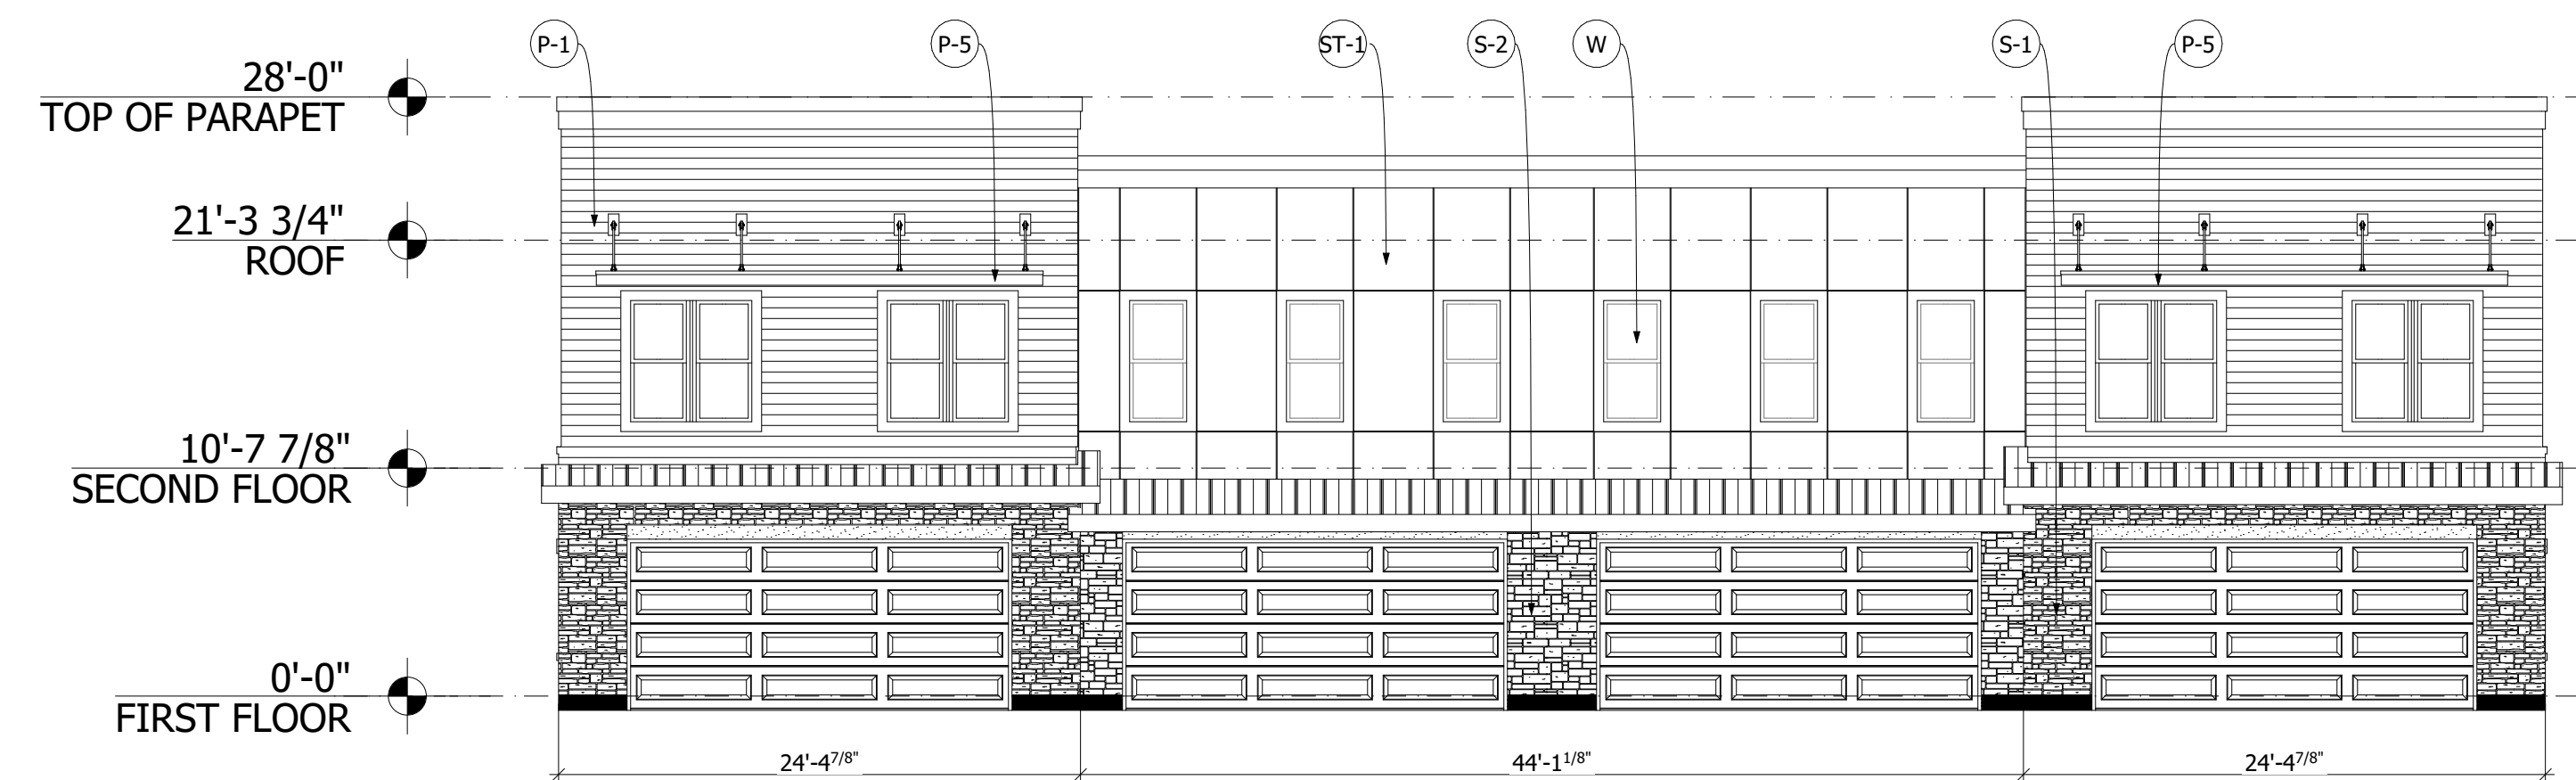 P-1
P-5
ST-1
S-2
W
S-1
P-5
28'-0"
TOP OF PARAPET
21'-3 3/4"
ROOF
10'-7 7/8"
SECOND FLOOR
0'-0"
FIRST FLOOR
24'-4 7/8"
44'-1 1/8"
24'-4 7/8"